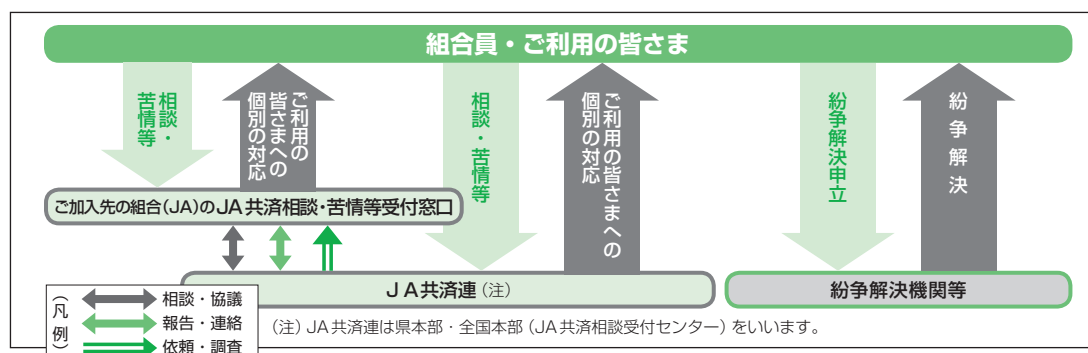 組合員・ご利用の皆さま
相談・
苦情等
ご利用の
皆さまへの
個別の対応
相談・苦情等
ご利用の皆さまへの
個別の対応
紛争解決申立
紛争解決
ご加入先の組合(JA)のJA共済相談・苦情等受付窓口
JA共済連(注)
紛争解決機関等
(凡例)
相談・協議
報告・連絡
依頼・調査
(注)JA共済連は県本部・全国本部(JA共済相談受付センター)をいいます。